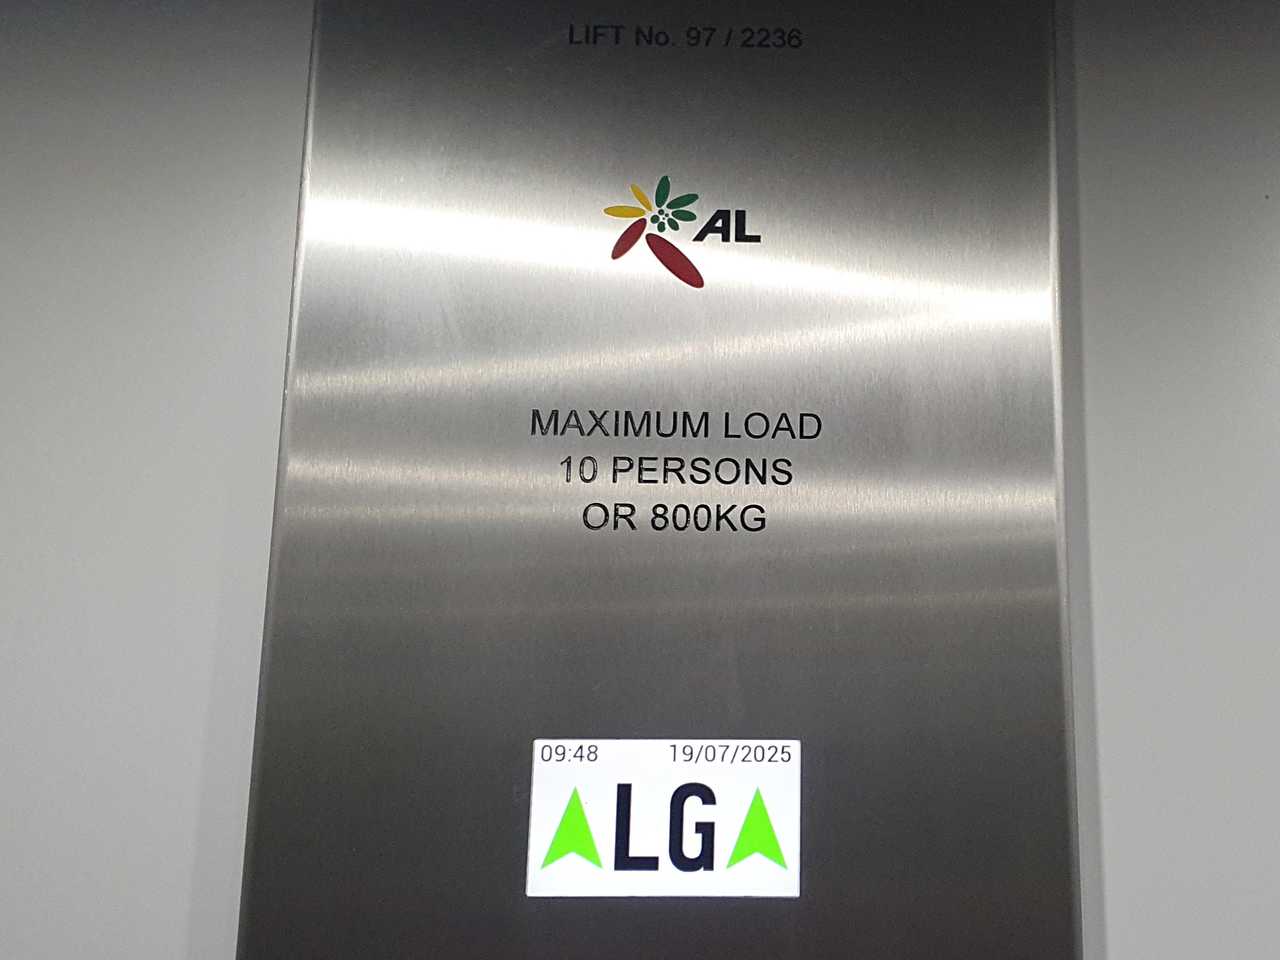 LIFT No. 97 / 2236
AL
MAXIMUM LOAD
10 PERSONS
OR 800KG
09:48 19/07/2025
LG